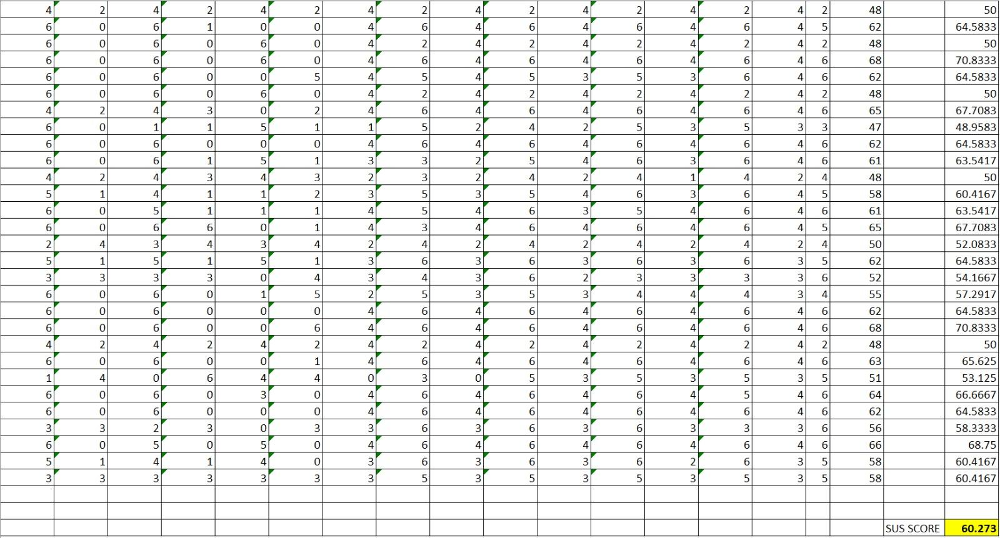 4 2 4 2 4 2 4 2 4 2 4 2 4 2 4 2 48 50
6 0 6 1 0 0 4 6 4 6 4 6 4 6 4 5 62 64.5833
6 0 6 0 6 0 4 2 4 2 4 2 4 2 4 2 48 50
6 0 6 0 6 0 4 6 4 6 4 6 4 6 4 6 68 70.8333
6 0 6 0 0 5 4 5 4 5 3 5 3 6 4 6 62 64.5833
6 0 6 0 6 0 4 2 4 2 4 2 4 2 4 2 48 50
4 2 4 3 0 2 4 6 4 6 4 6 4 6 4 6 65 67.7083
6 0 1 1 5 1 1 5 2 4 2 5 3 5 3 3 47 48.9583
6 0 6 0 0 0 4 6 4 6 4 6 4 6 4 6 62 64.5833
6 0 6 1 5 1 3 3 2 5 4 6 3 6 4 6 61 63.5417
4 2 4 3 4 3 2 3 2 4 2 4 1 4 2 4 48 50
5 1 4 1 1 2 3 5 3 5 4 6 3 6 4 5 58 60.4167
6 0 5 1 1 1 4 5 4 6 3 5 4 6 4 6 61 63.5417
6 0 6 6 0 1 4 3 4 6 4 6 4 6 4 5 65 67.7083
2 4 3 4 3 4 2 4 2 4 2 4 2 4 2 4 50 52.0833
5 1 5 1 5 1 3 6 3 6 3 6 3 6 3 5 62 64.5833
3 3 3 3 0 4 3 4 3 6 2 3 3 3 3 6 52 54.1667
6 0 6 0 1 5 2 5 3 5 3 4 4 4 3 4 55 57.2917
6 0 6 0 0 0 4 6 4 6 4 6 4 6 4 6 62 64.5833
6 0 6 0 0 6 4 6 4 6 4 6 4 6 4 6 68 70.8333
4 2 4 2 4 2 4 2 4 2 4 2 4 2 4 2 48 50
6 0 6 0 0 1 4 6 4 6 4 6 4 6 4 6 63 65.625
1 4 0 6 4 4 0 3 0 5 3 5 3 5 3 5 51 53.125
6 0 6 0 3 0 4 6 4 6 4 6 4 5 4 6 64 66.6667
6 0 6 0 0 0 4 6 4 6 4 6 4 6 4 6 62 64.5833
3 3 2 3 0 3 3 6 3 6 3 6 3 3 3 6 56 58.3333
6 0 5 0 5 0 4 6 4 6 4 6 4 6 4 6 66 68.75
5 1 4 1 4 0 3 6 3 6 3 6 2 6 3 5 58 60.4167
3 3 3 3 3 3 3 5 3 5 3 5 3 5 3 5 58 60.4167
SUS SCORE 60.273